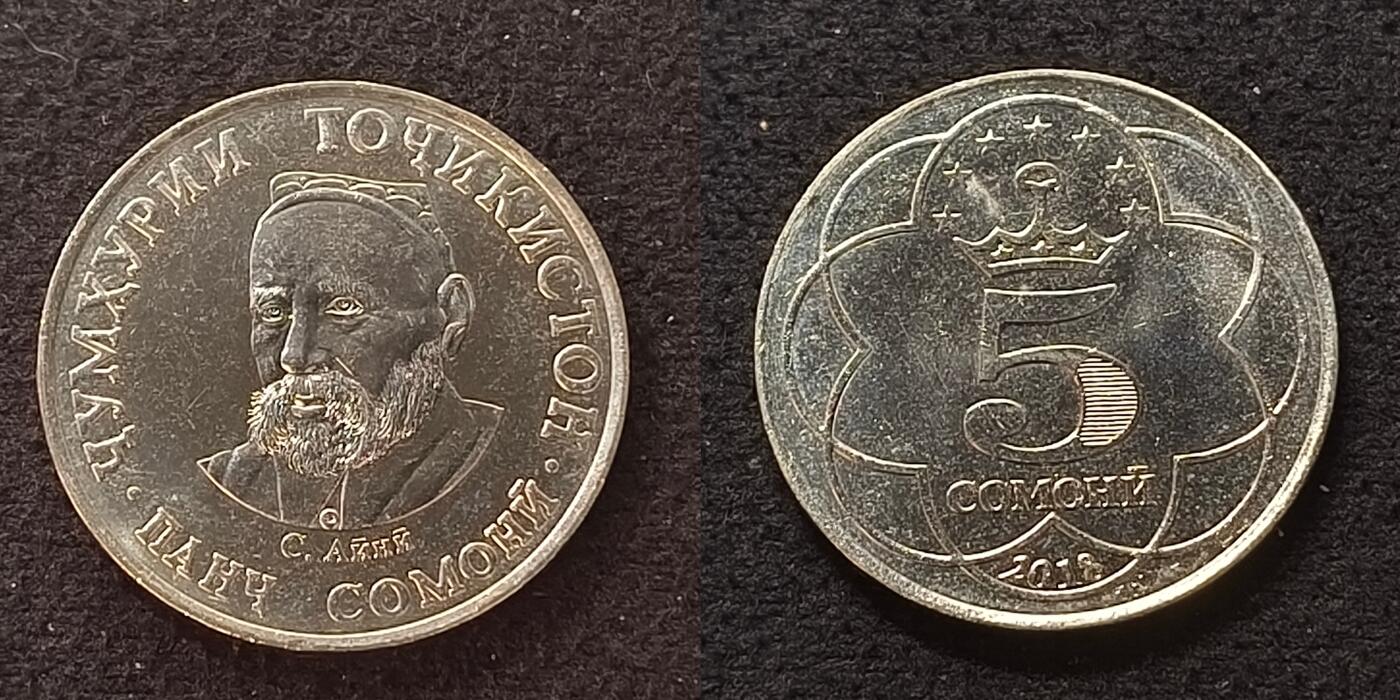 ҶУМҲУРИИ ТОҶИКИСТОН
· ПАНҶ СОМОНӢ ·
С. Айнӣ
5
СОМОНӢ
2018